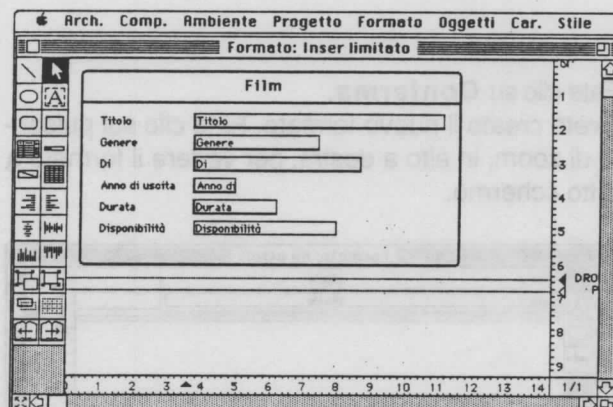 Arch. Comp. Ambiente Progetto Formato Oggetti Car. Stile
Formato: Inser limitato
Film
Titolo Titolo
Genere Genere
Di Di
Anno di uscita Anno di
Durata Durata
Disponibilità Disponibilità
1
3
4
5
6
DRO
P
7
8
9
1 2 3 4 5 6 7 8 9 10 11 12 13 14 1/1